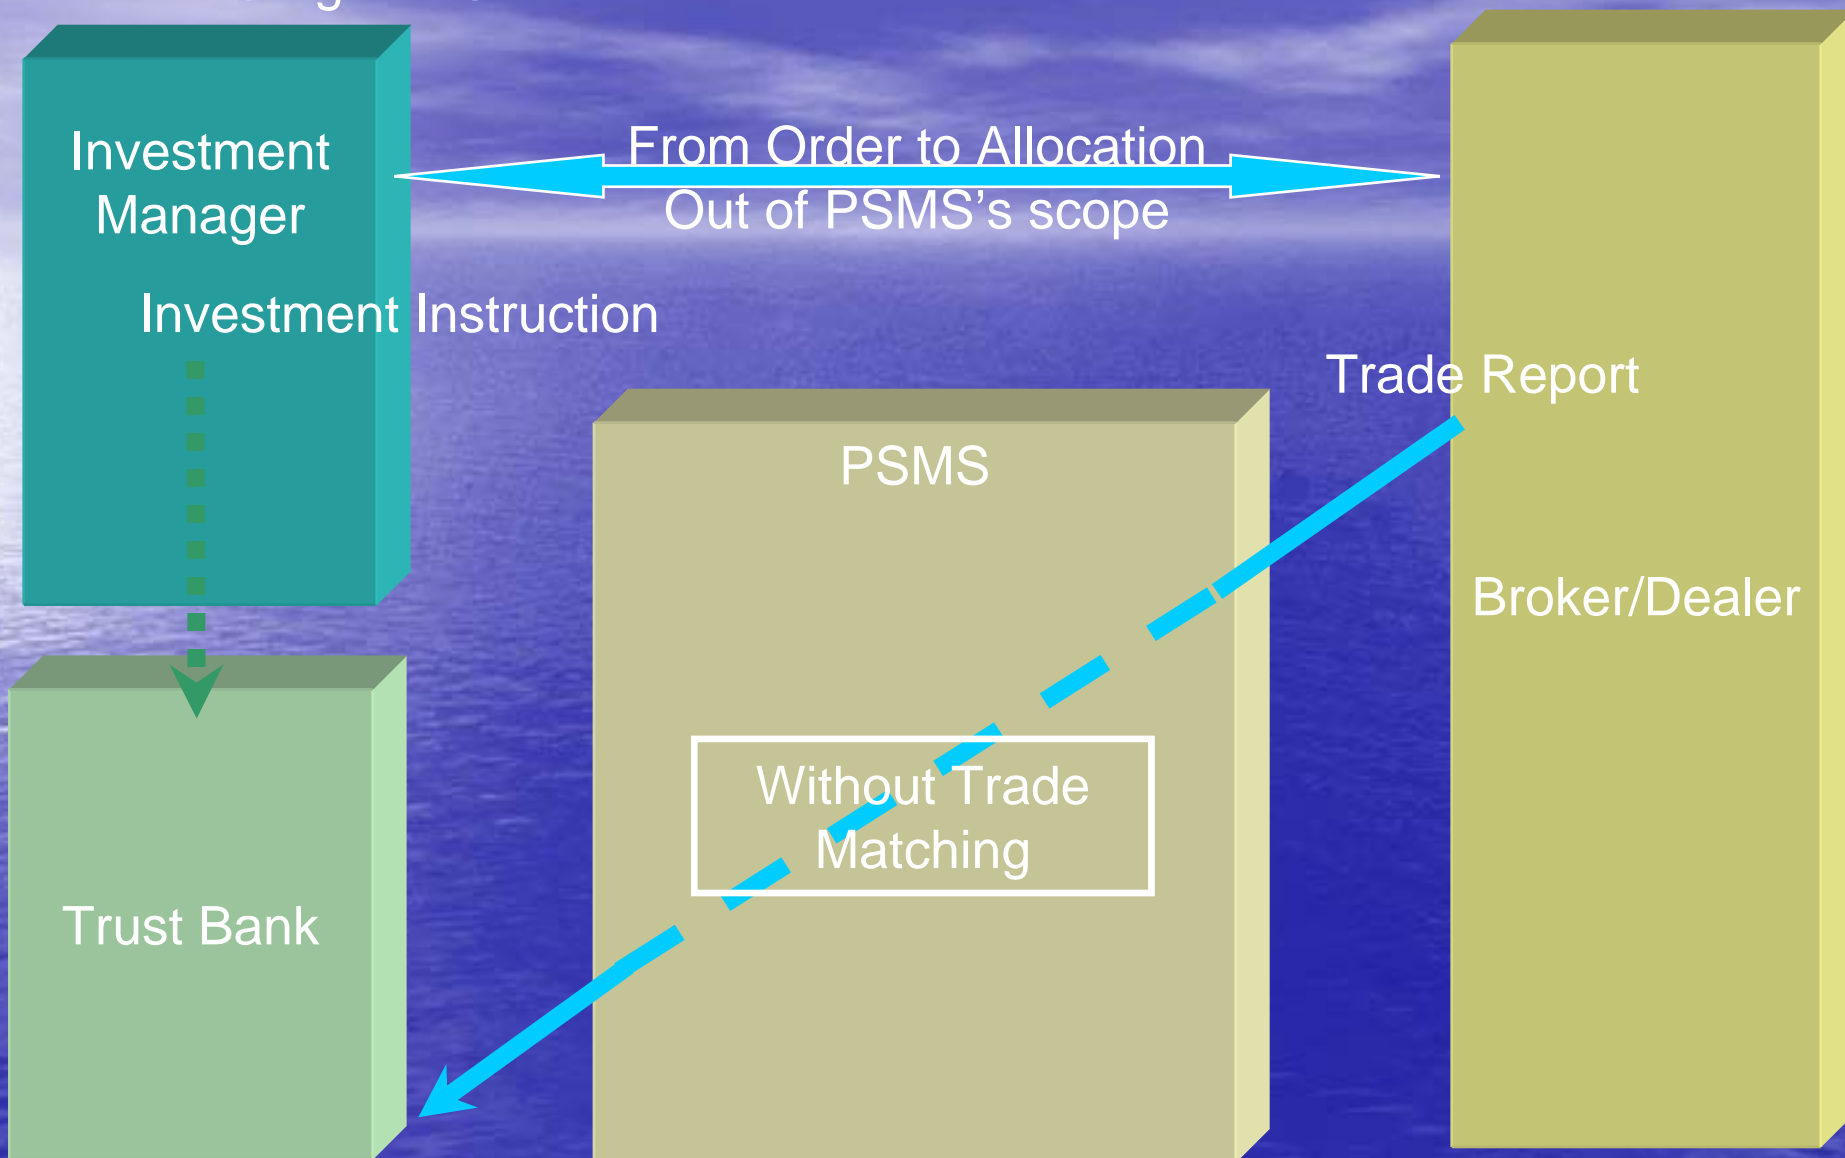 Investment
Manager
From Order to Allocation
Out of PSMS’s scope
Investment Instruction
Trade Report
PSMS
Broker/Dealer
Without Trade
Matching
Trust Bank